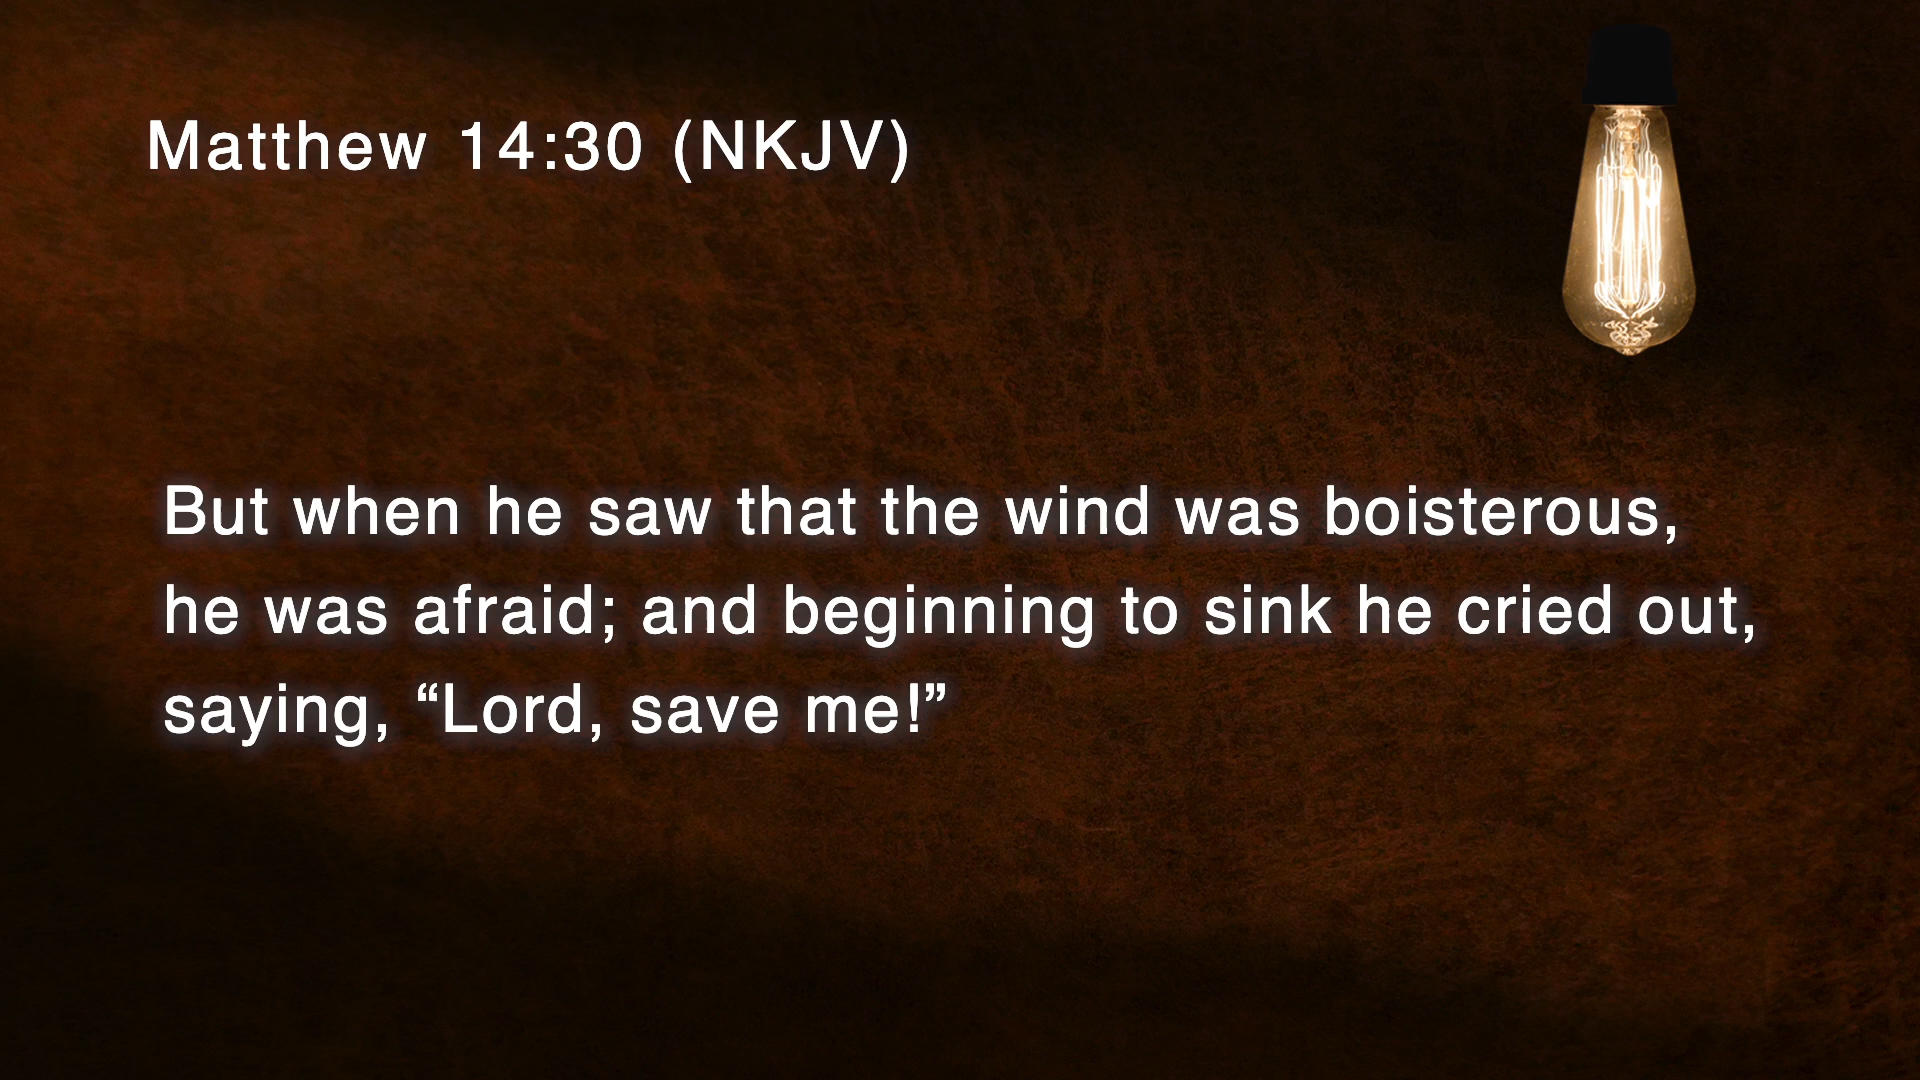 Matthew 14:30 (NKJV)
But when he saw that the wind was boisterous,
he was afraid; and beginning to sink he cried out,
saying, “Lord, save me!”